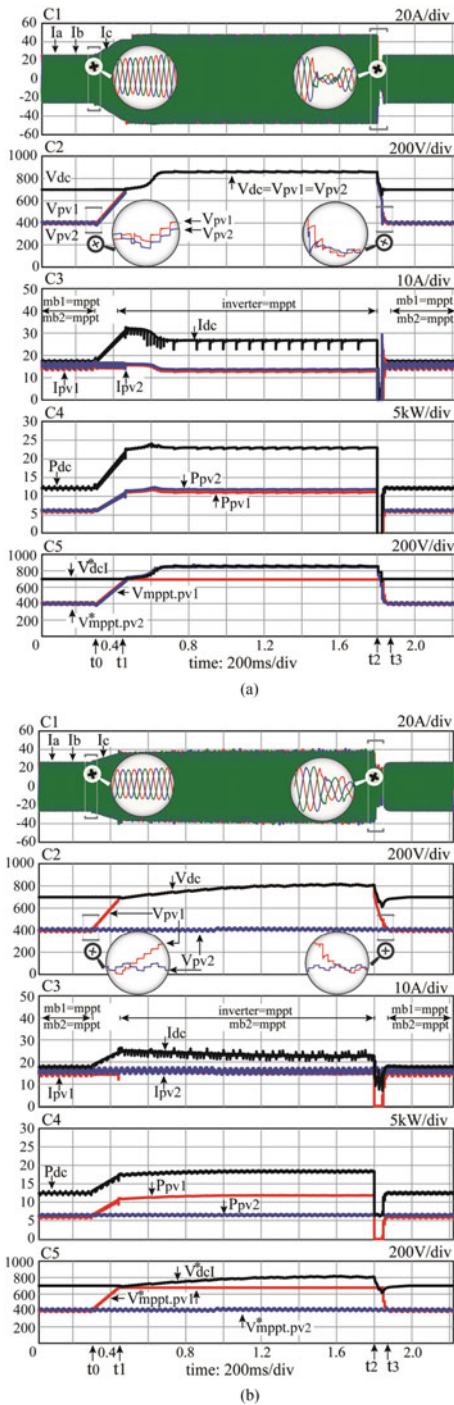 C1 20A/div
60
Ia Ib Ic
40
20
0
-20
-40
-60
C2 200V/div
1000
Vdc
800
600
Vdc=Vpv1=Vpv2
Vpv1
400
Vpv2
Vpv1
Vpv2
200
0
C3 10A/div
50
mb1=mppt inverter=mppt mb1=mppt
mb2=mppt mb2=mppt
40
Idc
30
20
10
Ipv1 Ipv2
0
C4 5kW/div
30
25
20
Pdc
15
Ppv2
10
Ppv1
5
0
C5 200V/div
1000
V*dcI
800
600
Vmppt.pv1
400
V*mppt.pv2
200
0 0.4 0.8 1.2 1.6 2.0
t0 t1 time: 200ms/div t2 t3
(a)
C1 20A/div
60
Ia Ib Ic
40
20
0
-20
-40
-60
C2 200V/div
1000
Vdc
800
600
Vpv1
400
Vpv2
200
0
C3 10A/div
50
mb1=mppt inverter=mppt mb1=mppt
mb2=mppt mb2=mppt mb2=mppt
40
Idc
30
20
10
Ipv1 Ipv2
0
C4 5kW/div
30
25
Pdc
20
Ppv1
15
Ppv2
10
5
0
C5 200V/div
1000
V*dcI
800
600
V*mppt.pv1
400
V*mppt.pv2
200
0 0.4 0.8 1.2 1.6 2.0
t0 t1 time: 200ms/div t2 t3
(b)